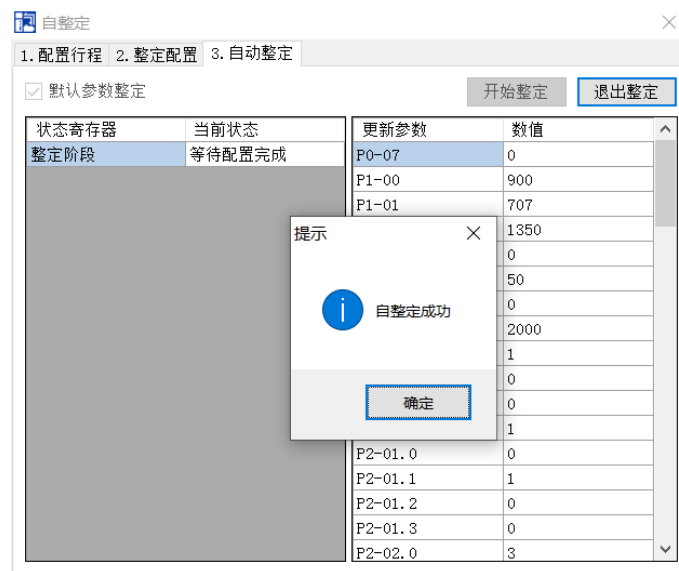 自整定
1.配置行程 2.整定配置 3.自动整定
默认参数整定 开始整定 退出整定
状态寄存器 当前状态 更新参数 数值
整定阶段 等待配置完成 P0-07 0
P1-00 900
P1-01 707
提示 1350
0
50
自整定成功 0
2000
1
0
确定 0
1
P2-01.0 0
P2-01.1 1
P2-01.2 0
P2-01.3 0
P2-02.0 3